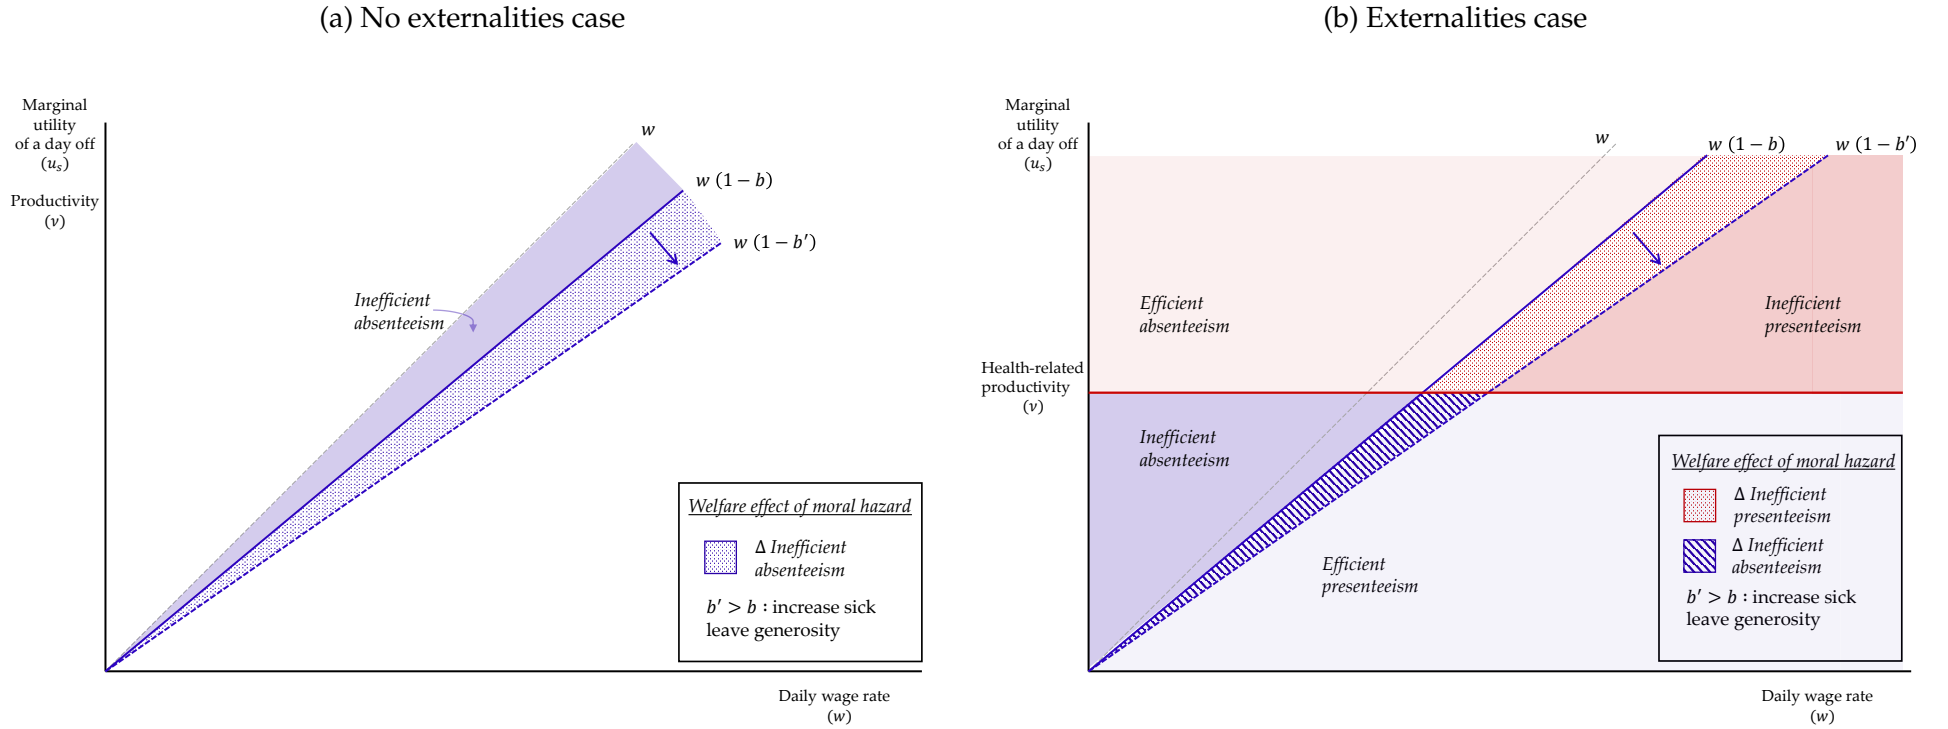 (a) No externalities case
Marginal
utility
of a day off
(u_s)
Productivity
(v)
w
w (1 − b)
w (1 − b′)
Inefficient
absenteeism
Welfare effect of moral hazard
Δ Inefficient
absenteeism
b′ > b : increase sick
leave generosity
Daily wage rate
(w)
(b) Externalities case
Marginal
utility
of a day off
(u_s)
w
w (1 − b)
w (1 − b′)
Efficient
absenteeism
Inefficient
presenteeism
Health-related
productivity
(v)
Inefficient
absenteeism
Efficient
presenteeism
Welfare effect of moral hazard
Δ Inefficient
presenteeism
Δ Inefficient
absenteeism
b′ > b : increase sick
leave generosity
Daily wage rate
(w)